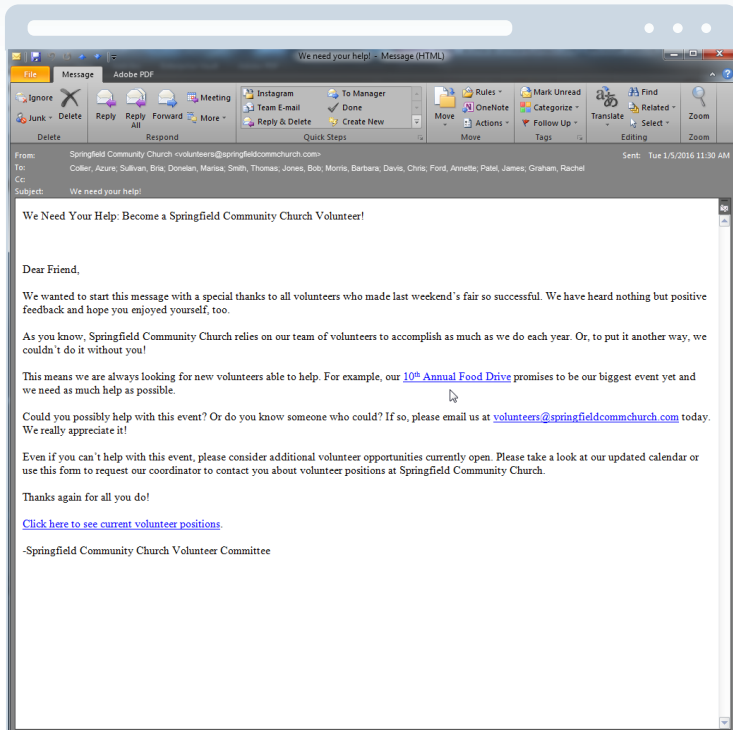 We need your help! - Message (HTML)
File Message Adobe PDF
Ignore
Junk
Delete
Reply
Reply All
Forward
Meeting
More
Instagram
Team E-mail
Reply & Delete
To Manager
Done
Create New
Move
Rules
OneNote
Actions
Mark Unread
Categorize
Follow Up
Translate
Find
Related
Select
Zoom
Delete Respond Quick Steps Move Tags Editing Zoom
From: Springfield Community Church <volunteers@springfieldcommchurch.com> Sent: Tue 1/5/2016 11:30 AM
To: Collier, Azure; Sullivan, Bria; Donelan, Marisa; Smith, Thomas; Jones, Bob; Morris, Barbara; Davis, Chris; Ford, Annette; Patel, James; Graham, Rachel
Cc:
Subject: We need your help!
We Need Your Help: Become a Springfield Community Church Volunteer!
Dear Friend,
We wanted to start this message with a special thanks to all volunteers who made last weekend's fair so successful. We have heard nothing but positive
feedback and hope you enjoyed yourself, too.
As you know, Springfield Community Church relies on our team of volunteers to accomplish as much as we do each year. Or, to put it another way, we
couldn't do it without you!
This means we are always looking for new volunteers able to help. For example, our 10th Annual Food Drive promises to be our biggest event yet and
we need as much help as possible.
Could you possibly help with this event? Or do you know someone who could? If so, please email us at volunteers@springfieldcommchurch.com today.
We really appreciate it!
Even if you can't help with this event, please consider additional volunteer opportunities currently open. Please take a look at our updated calendar or
use this form to request our coordinator to contact you about volunteer positions at Springfield Community Church.
Thanks again for all you do!
Click here to see current volunteer positions.
-Springfield Community Church Volunteer Committee